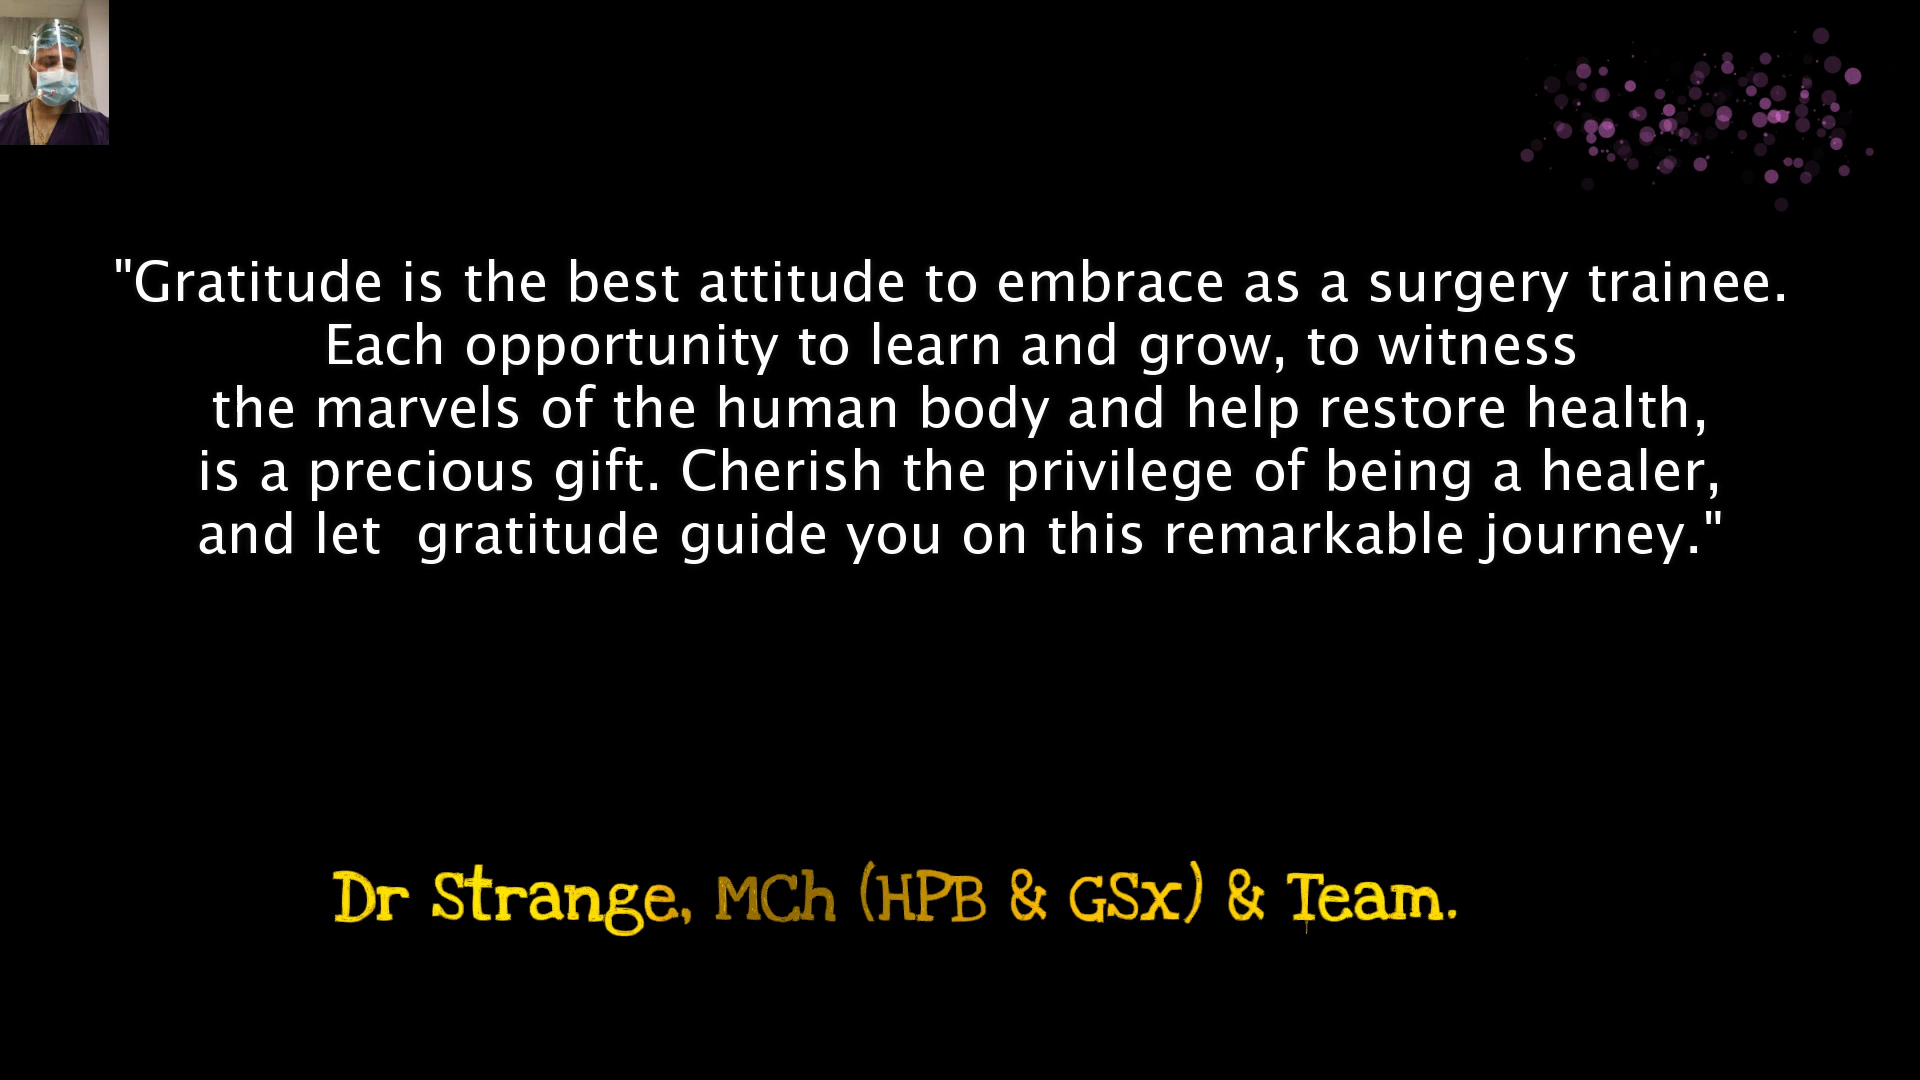 "Gratitude is the best attitude to embrace as a surgery trainee.
Each opportunity to learn and grow, to witness
the marvels of the human body and help restore health,
is a precious gift. Cherish the privilege of being a healer,
and let  gratitude guide you on this remarkable journey."
Dr Strange, MCh (HPB & GSx) & Team.